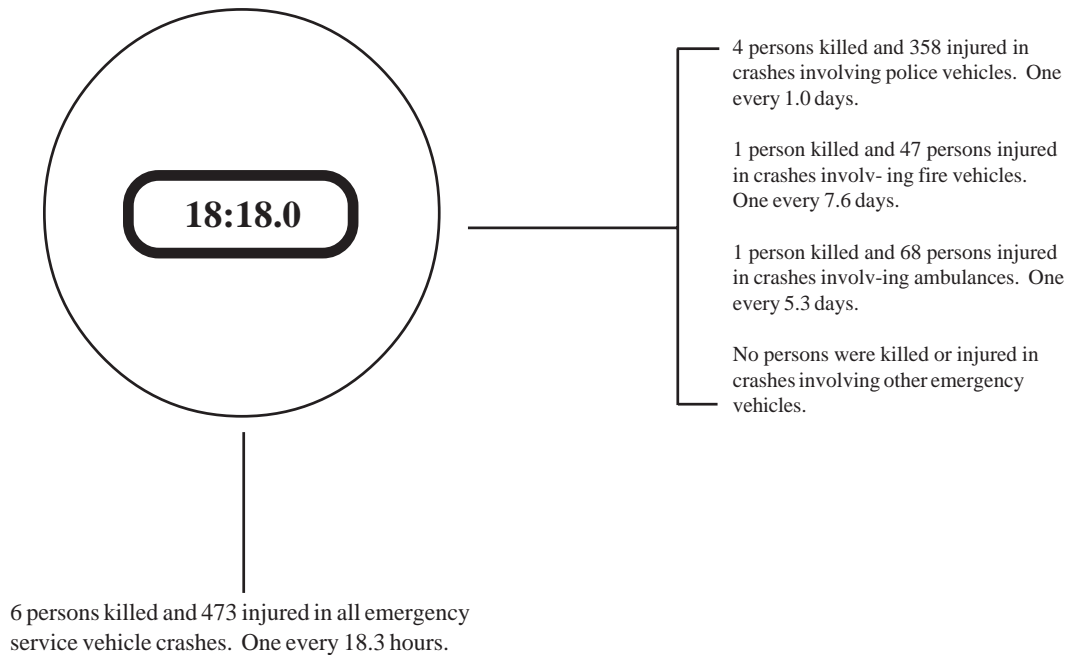 18:18.0
4 persons killed and 358 injured in
crashes involving police vehicles. One
every 1.0 days.
1 person killed and 47 persons injured
in crashes involv- ing fire vehicles.
One every 7.6 days.
1 person killed and 68 persons injured
in crashes involv-ing ambulances. One
every 5.3 days.
No persons were killed or injured in
crashes involving other emergency
vehicles.
6 persons killed and 473 injured in all emergency
service vehicle crashes. One every 18.3 hours.